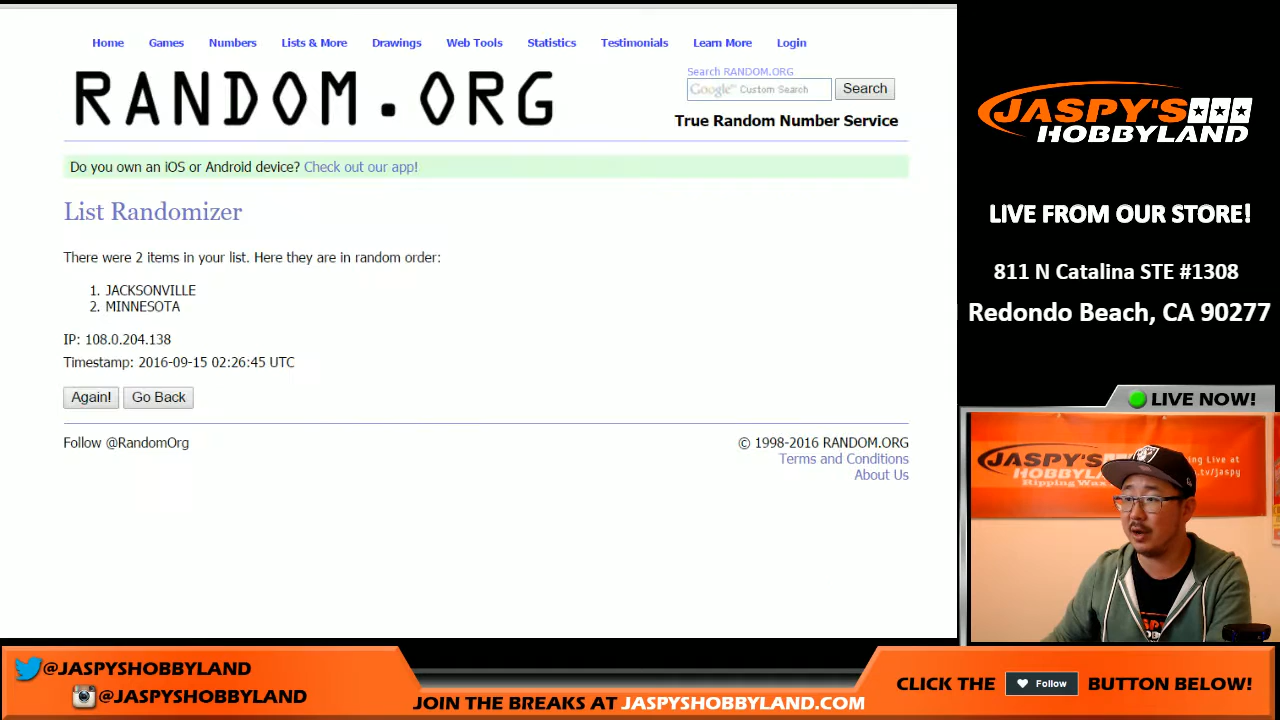 Home Games Numbers Lists & More Drawings Web Tools Statistics Testimonials Learn More Login
RANDOM.ORG
Search RANDOM.ORG
Google™ Custom Search Search
True Random Number Service
Do you own an iOS or Android device? Check out our app!
List Randomizer
There were 2 items in your list. Here they are in random order:
1. JACKSONVILLE
2. MINNESOTA
IP: 108.0.204.138
Timestamp: 2016-09-15 02:26:45 UTC
Again! Go Back
Follow @RandomOrg
© 1998-2016 RANDOM.ORG
Terms and Conditions
About Us
JASPY'S
HOBBYLAND
LIVE FROM OUR STORE!
811 N Catalina STE #1308
Redondo Beach, CA 90277
LIVE NOW!
JASPY'S
HOBBYLAND
Ripping Wax
ing Live at
.tv/jaspy
@JASPYSHOBBYLAND
@JASPYSHOBBYLAND
JOIN THE BREAKS AT JASPYSHOBBYLAND.COM
CLICK THE Follow BUTTON BELOW!